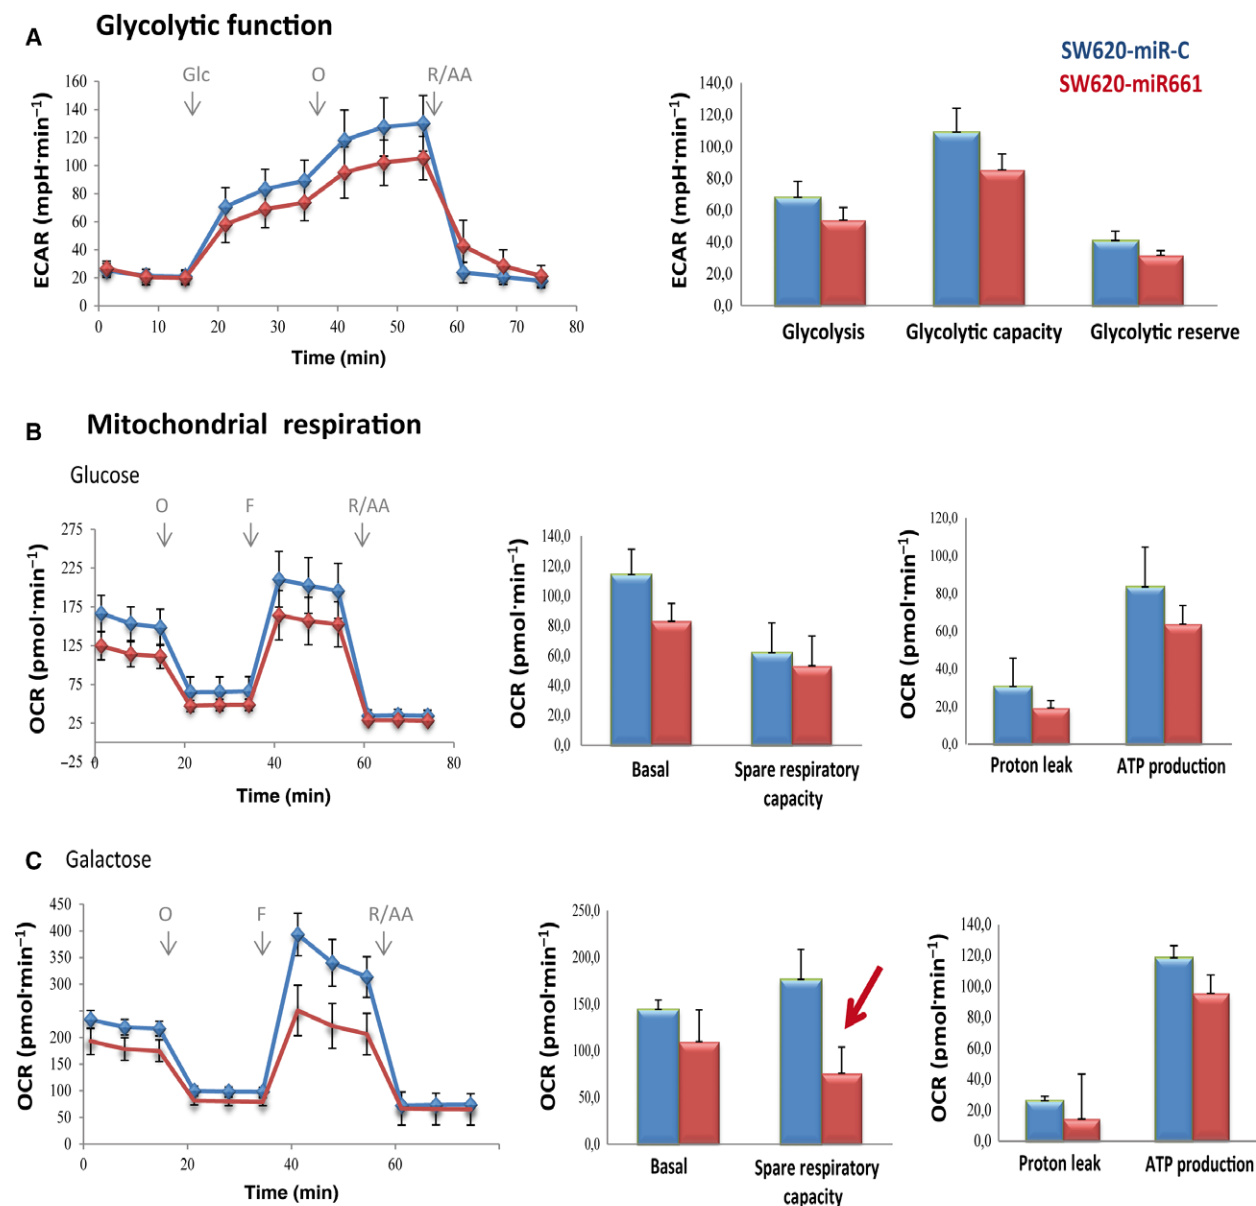 A
Glycolytic function
SW620-miR-C
SW620-miR661
Glc O R/AA
ECAR (mpH·min⁻¹)
160
140
120
100
80
60
40
20
0
0 10 20 30 40 50 60 70 80
Time (min)
ECAR (mpH·min⁻¹)
140,0
120,0
100,0
80,0
60,0
40,0
20,0
0,0
Glycolysis Glycolytic capacity Glycolytic reserve
B
Mitochondrial respiration
Glucose
O F R/AA
OCR (pmol·min⁻¹)
275
225
175
125
75
25
−25
0 20 40 60 80
Time (min)
OCR (pmol·min⁻¹)
140,0
120,0
100,0
80,0
60,0
40,0
20,0
0,0
Basal Spare respiratory
capacity
OCR (pmol·min⁻¹)
120,0
100,0
80,0
60,0
40,0
20,0
0,0
Proton leak ATP production
C
Galactose
O F R/AA
OCR (pmol·min⁻¹)
450
400
350
300
200
150
100
50
0
0 20 40 60
Time (min)
OCR (pmol·min⁻¹)
250,0
200,0
150,0
100,0
50,0
0,0
Basal Spare respiratory
capacity
OCR (pmol·min⁻¹)
140,0
120,0
100,0
80,0
60,0
40,0
20,0
0,0
Proton leak ATP production